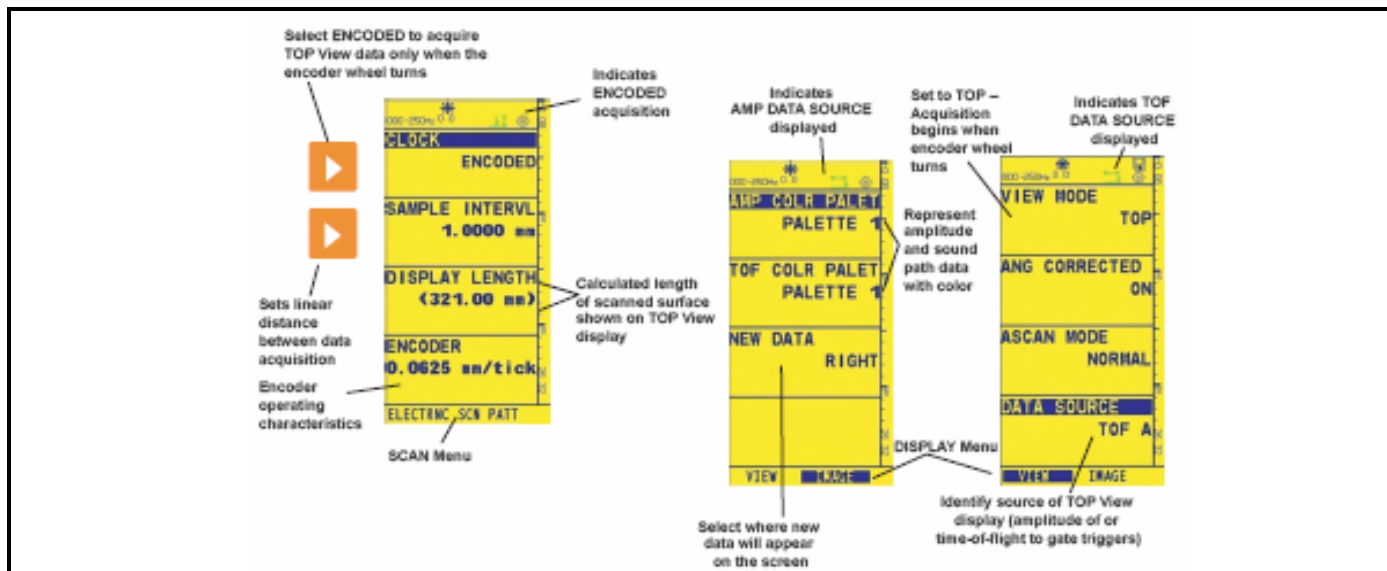 Select ENCODED to acquire
TOP View data only when the
encoder wheel turns
Indicates
ENCODED
acquisition
CLOCK
ENCODED
SAMPLE INTERVL
1.0000 mm
DISPLAY LENGTH
(321.00 mm)
ENCODER
0.0625 mm/tick
ELECTRNC SCN PATT
Sets linear
distance
between data
acquisition
Encoder
operating
characteristics
SCAN Menu
Calculated length
of scanned surface
shown on TOP View
display
Indicates
AMP DATA SOURCE
displayed
AMP COLR PALET
PALETTE 1
TOF COLR PALET
PALETTE 1
NEW DATA
RIGHT
VIEW IMAGE
Represent
amplitude
and sound
path data
with color
Select where new
data will appear
on the screen
DISPLAY Menu
Set to TOP –
Acquisition
begins when
encoder wheel
turns
Indicates TOF
DATA SOURCE
displayed
VIEW MODE
TOP
ANG CORRECTED
ON
ASCAN MODE
NORMAL
DATA SOURCE
TOF A
VIEW IMAGE
Identify source of TOP View
display (amplitude of or
time-of-flight to gate triggers)